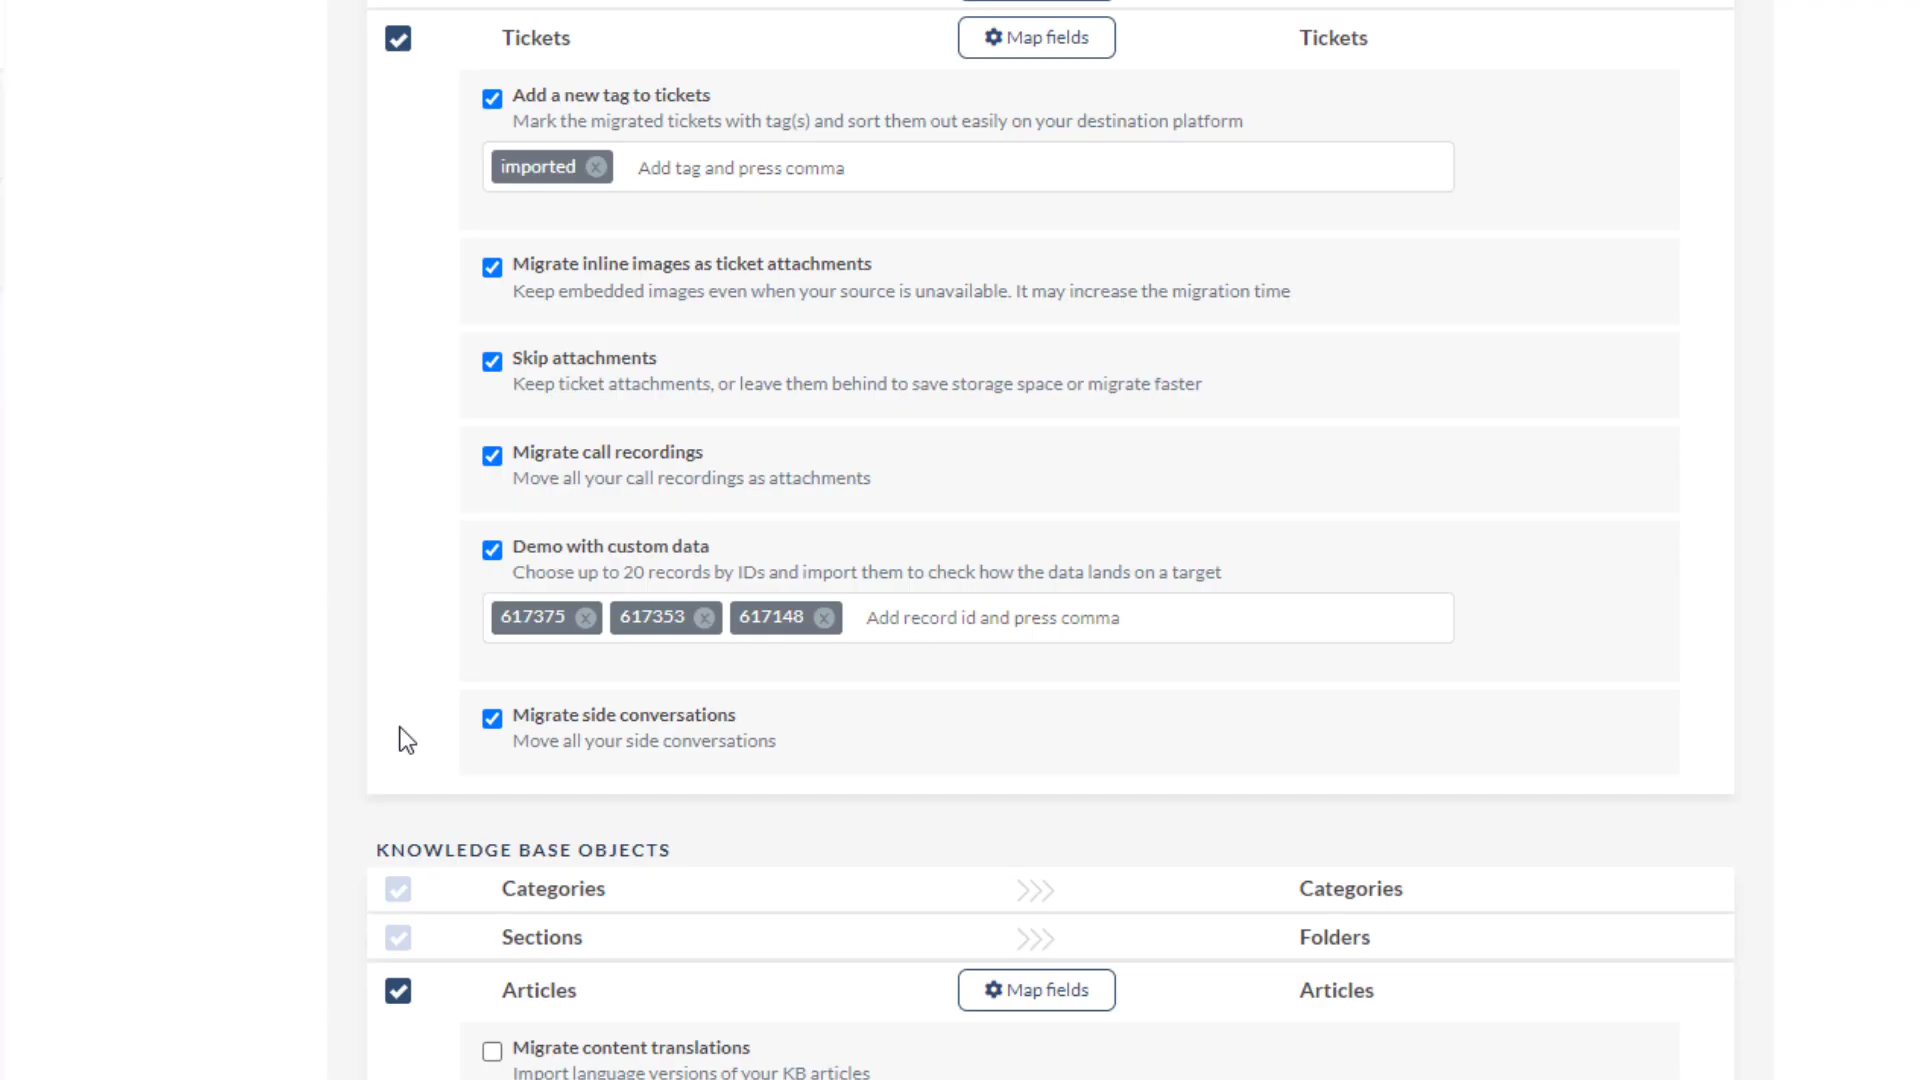 Tickets Map fields Tickets
Add a new tag to tickets
Mark the migrated tickets with tag(s) and sort them out easily on your destination platform
imported Add tag and press comma
Migrate inline images as ticket attachments
Keep embedded images even when your source is unavailable. It may increase the migration time
Skip attachments
Keep ticket attachments, or leave them behind to save storage space or migrate faster
Migrate call recordings
Move all your call recordings as attachments
Demo with custom data
Choose up to 20 records by IDs and import them to check how the data lands on a target
617375 617353 617148 Add record id and press comma
Migrate side conversations
Move all your side conversations
KNOWLEDGE BASE OBJECTS
Categories Categories
Sections Folders
Articles Map fields Articles
Migrate content translations
Import language versions of your KB articles